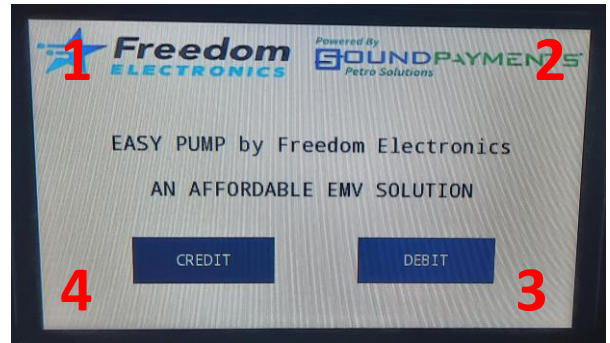 1 Freedom
ELECTRONICS
Powered By
SOUNDPAYMENTS
Petro Solutions
2
EASY PUMP by Freedom Electronics
AN AFFORDABLE EMV SOLUTION
CREDIT
DEBIT
4
3